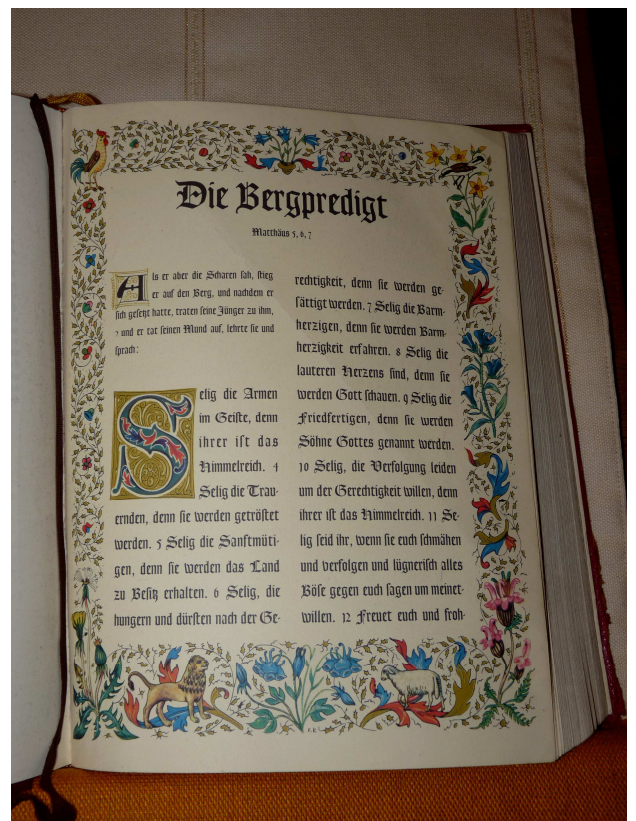 Die Bergpredigt
Matthäus 5, 6, 7
Als er aber die Scharen sah, stieg
er auf den Berg, und nachdem er
sich gesetzt hatte, traten seine Jünger zu ihm,
2 und er tat seinen Mund auf, lehrte sie und
sprach:
Selig die Armen
im Geiste, denn
ihrer ist das
Himmelreich. 4
Selig die Trau-
ernden, denn sie werden getröstet
werden. 5 Selig die Sanftmüti-
gen, denn sie werden das Land
zu Besitz erhalten. 6 Selig, die
hungern und dürsten nach der Ge-
rechtigkeit, denn sie werden ge-
sättigt werden. 7 Selig die Barm-
herzigen, denn sie werden Barm-
herzigkeit erfahren. 8 Selig die
lauteren Herzens sind, denn sie
werden Gott schauen. 9 Selig die
Friedfertigen, denn sie werden
Söhne Gottes genannt werden.
10 Selig, die Verfolgung leiden
um der Gerechtigkeit willen, denn
ihrer ist das Himmelreich. 11 Se-
lig seid ihr, wenn sie euch schmähen
und verfolgen und lügnerisch alles
Böse gegen euch sagen um meinet-
willen. 12 Freuet euch und froh-